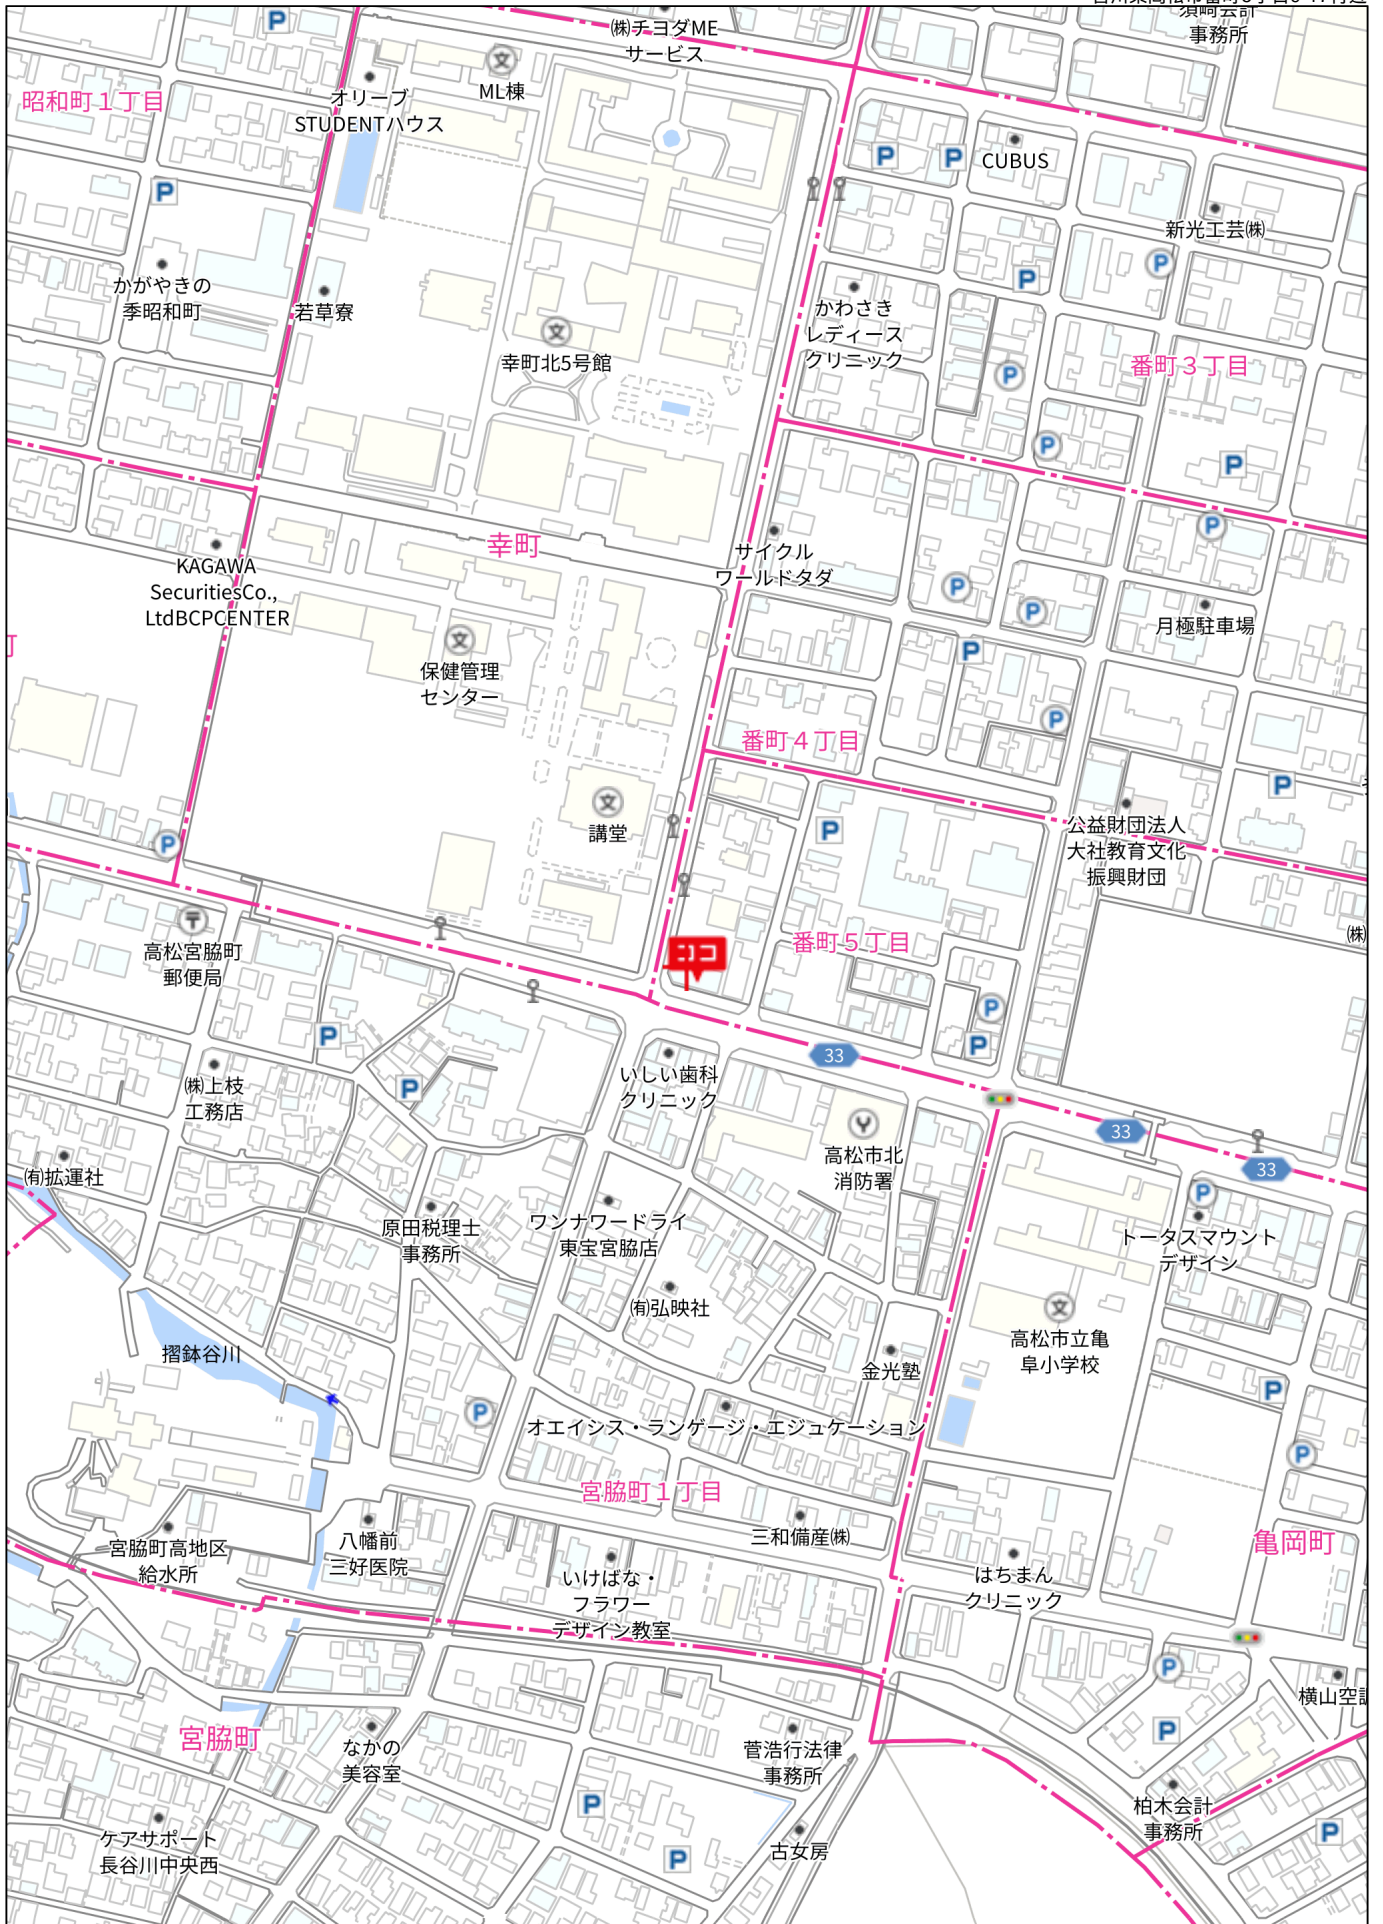 ㈱チヨダME
サービス
須崎会計
事務所
昭和町1丁目
オリーブ
STUDENTハウス
ML棟
CUBUS
新光工芸㈱
かがやきの
季昭和町
若草寮
幸町北5号館
かわさき
レディース
クリニック
番町3丁目
KAGAWA
SecuritiesCo.,
LtdBCPCENTER
幸町
サイクル
ワールドタダ
月極駐車場
町
保健管理
センター
番町4丁目
講堂
公益財団法人
大社教育文化
振興財団
高松宮脇町
郵便局
ココ
番町5丁目
㈱
33
㈱上枝
工務店
いしい歯科
クリニック
高松市北
消防署
33
33
㈲拡運社
原田税理士
事務所
ワンナワードライ
東宝宮脇店
トータスマウント
デザイン
㈲弘映社
摺鉢谷川
金光塾
高松市立亀
阜小学校
オエイシス・ランゲージ・エジュケーション
宮脇町1丁目
宮脇町高地区
給水所
八幡前
三好医院
三和備産㈱
亀岡町
いけばな・
フラワー
デザイン教室
はちまん
クリニック
宮脇町
なかの
美容室
菅浩行法律
事務所
横山空調
柏木会計
事務所
ケアサポート
長谷川中央西
古女房